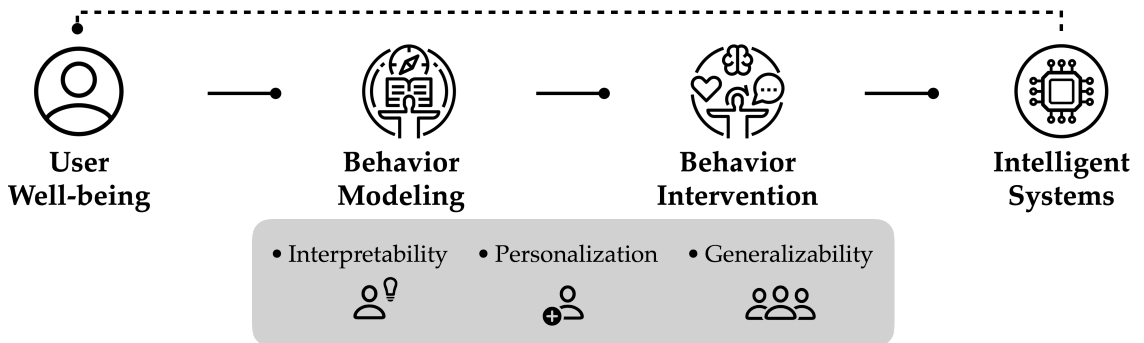 User
Well-being
Behavior
Modeling
Behavior
Intervention
Intelligent
Systems
• Interpretability
• Personalization
• Generalizability